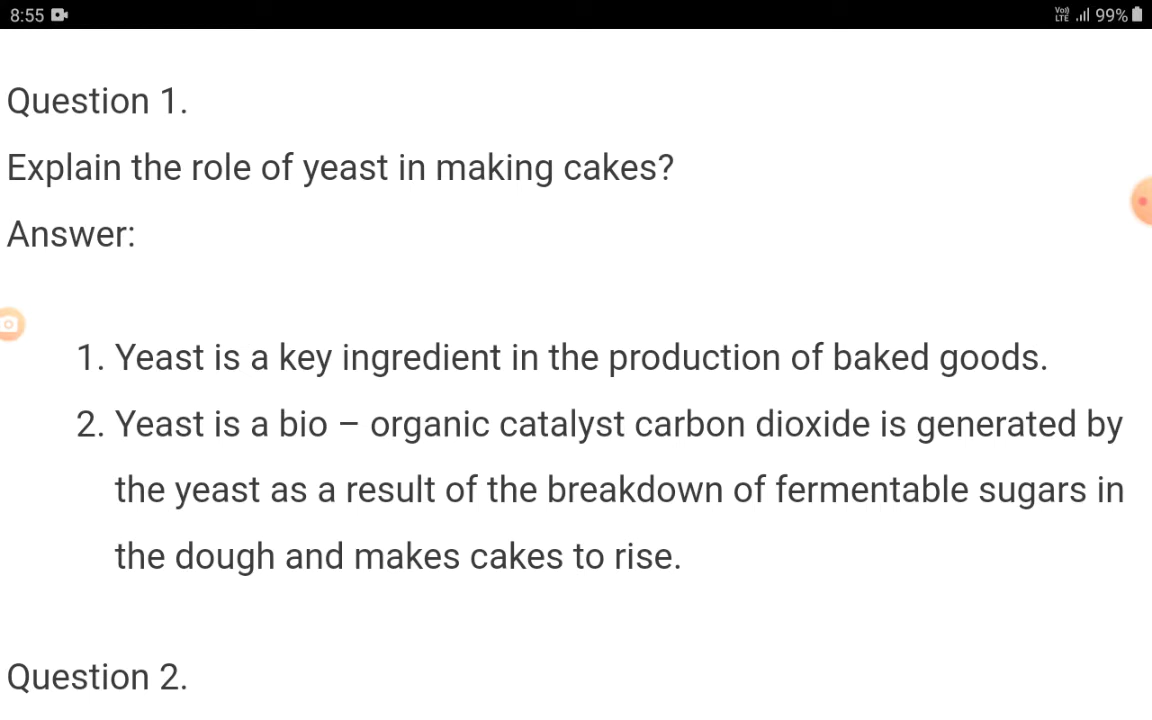 8:55
Vo)) LTE 99%
Question 1.
Explain the role of yeast in making cakes?
Answer:
1. Yeast is a key ingredient in the production of baked goods.
2. Yeast is a bio – organic catalyst carbon dioxide is generated by
the yeast as a result of the breakdown of fermentable sugars in
the dough and makes cakes to rise.
Question 2.